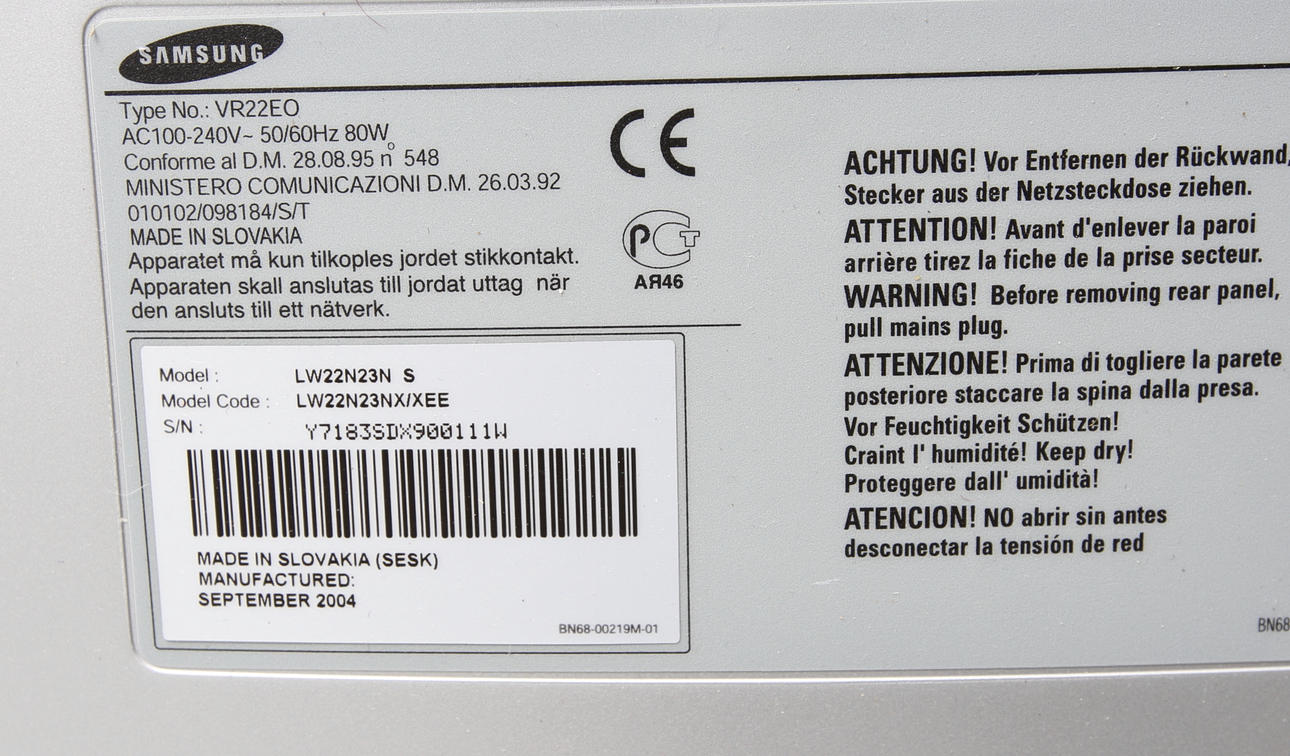 SAMSUNG
Type No.: VR22EO
AC100-240V~ 50/60Hz 80W
Conforme al D.M. 28.08.95 n° 548
MINISTERO COMUNICAZIONI D.M. 26.03.92
010102/098184/S/T
MADE IN SLOVAKIA
Apparatet må kun tilkoples jordet stikkontakt.
Apparaten skall anslutas till jordat uttag när
den ansluts till ett nätverk.
CE
РСТ
АЯ46
Model : LW22N23N S
Model Code : LW22N23NX/XEE
S/N : Y7183SDX900111W
MADE IN SLOVAKIA (SESK)
MANUFACTURED:
SEPTEMBER 2004
BN68-00219M-01
ACHTUNG! Vor Entfernen der Rückwand,
Stecker aus der Netzsteckdose ziehen.
ATTENTION! Avant d'enlever la paroi
arrière tirez la fiche de la prise secteur.
WARNING! Before removing rear panel,
pull mains plug.
ATTENZIONE! Prima di togliere la parete
posteriore staccare la spina dalla presa.
Vor Feuchtigkeit Schützen!
Craint l' humidité! Keep dry!
Proteggere dall' umidità!
ATENCION! NO abrir sin antes
desconectar la tensión de red
BN68